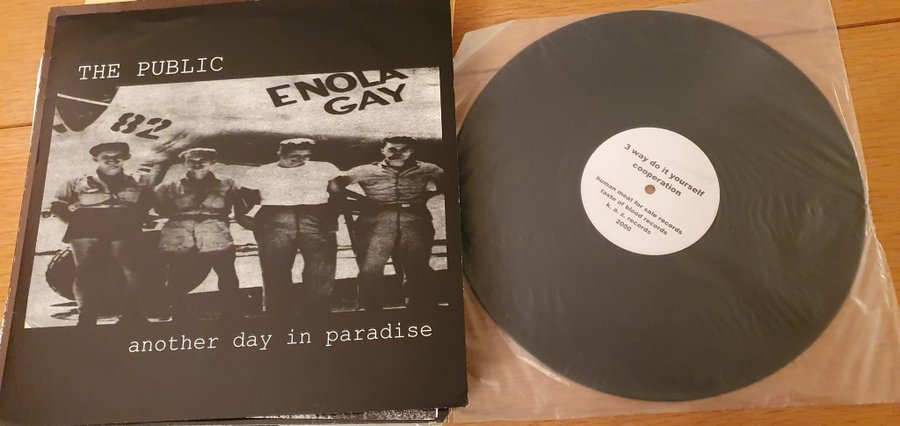 THE PUBLIC
ENOLA
GAY
82
another day in paradise
3 way do it yourself
cooperation
human meat for sale records
taste of blood records
k. a. z. records
2000